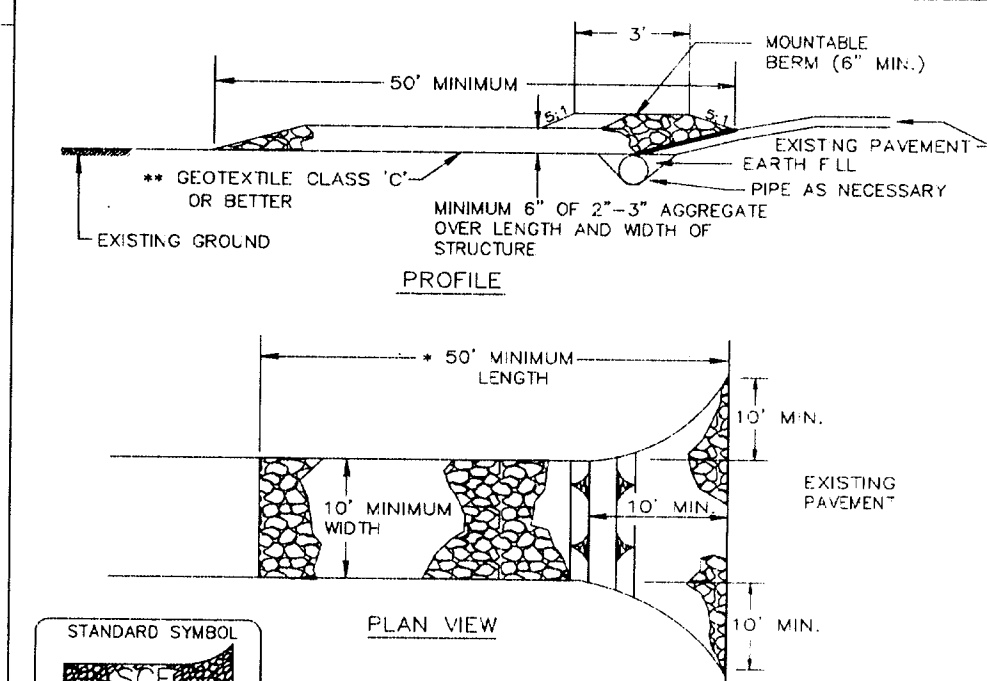 3'
MOUNTABLE
BERM (6" MIN.)
50' MINIMUM
5:1
5:1
EXISTNG PAVEMENT
EARTH FILL
PIPE AS NECESSARY
** GEOTEXTILE CLASS 'C'
OR BETTER
MINIMUM 6" OF 2"-3" AGGREGATE
OVER LENGTH AND WIDTH OF
STRUCTURE
EXISTING GROUND
PROFILE
* 50' MINIMUM
LENGTH
10' MIN.
EXISTING
PAVEMENT
10' MINIMUM
WIDTH
10' MIN.
PLAN VIEW
10' MIN.
STANDARD SYMBOL
SCE